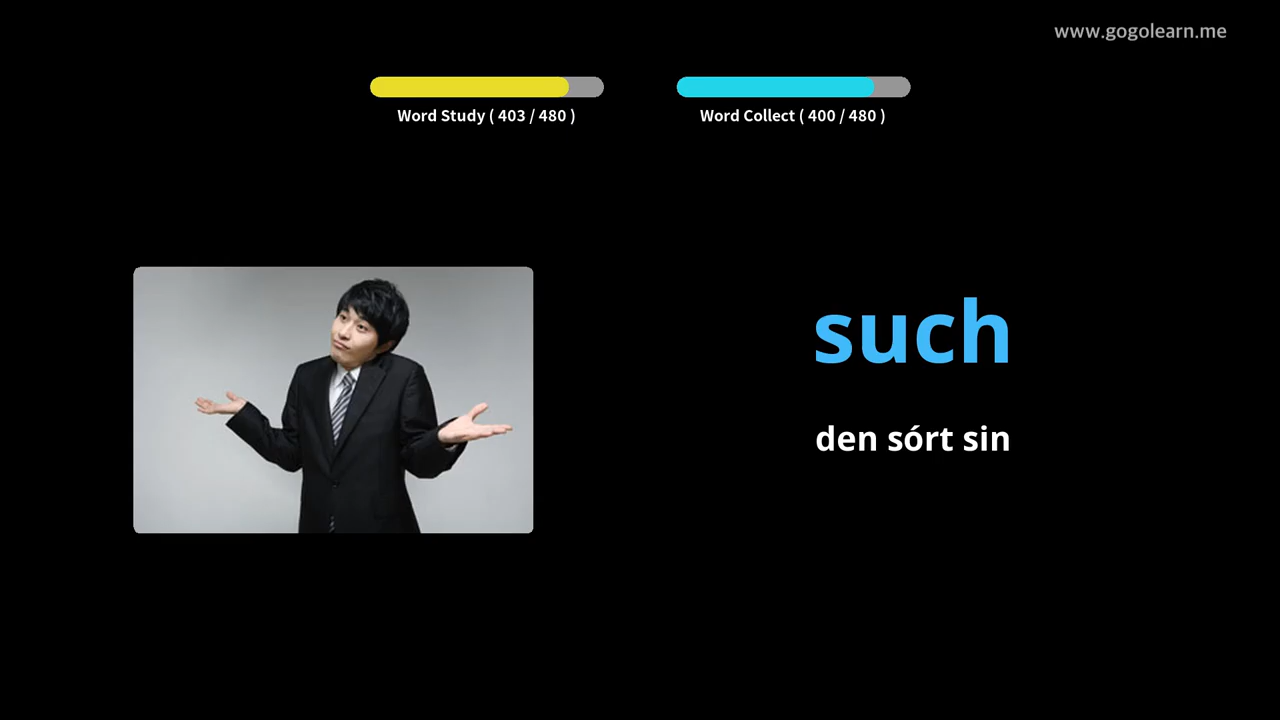 www.gogolearn.me
Word Study ( 403 / 480 )
Word Collect ( 400 / 480 )
such
den sórt sin